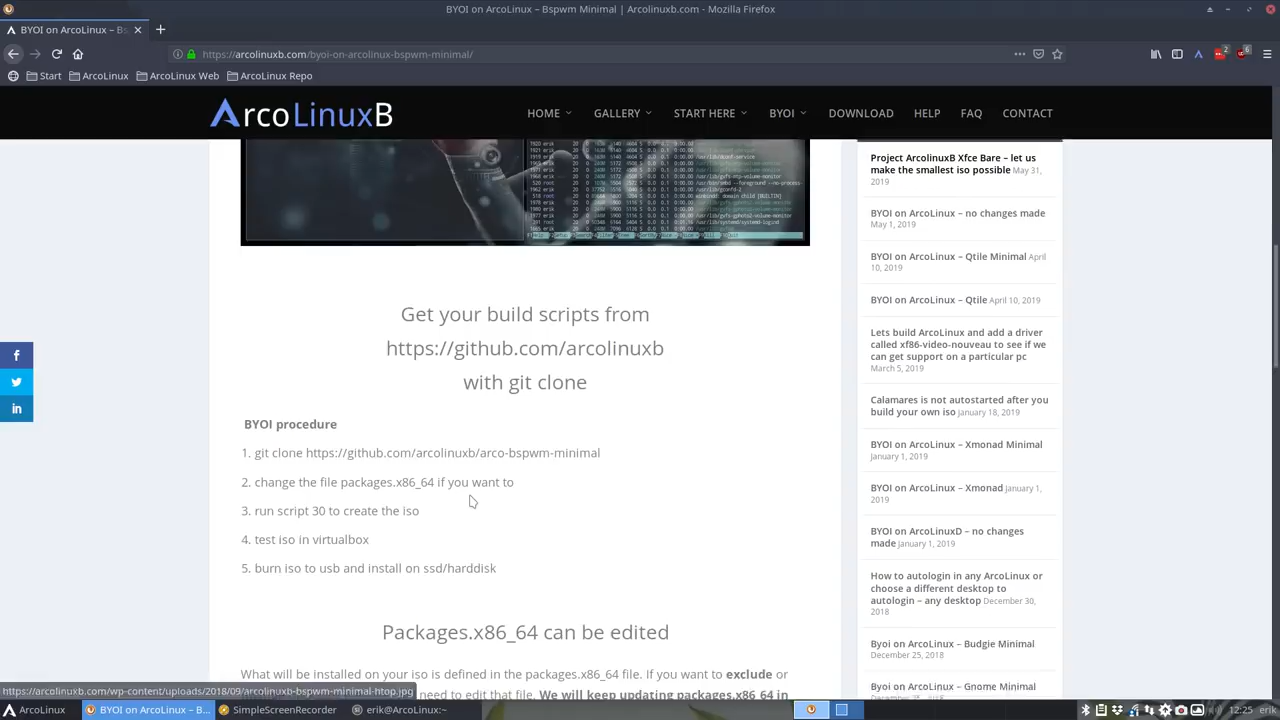 BYOI on ArcoLinux – Bspwm Minimal | Arcolinuxb.com - Mozilla Firefox
BYOI on ArcoLinux – Bs
https://arcolinuxb.com/byoi-on-arcolinux-bspwm-minimal/
2
6
Start
ArcoLinux
ArcoLinux Web
ArcoLinux Repo
ArcoLinuxB
HOME
GALLERY
START HERE
BYOI
DOWNLOAD
HELP
FAQ
CONTACT
Get your build scripts from
https://github.com/arcolinuxb
with git clone
BYOI procedure
1. git clone https://github.com/arcolinuxb/arco-bspwm-minimal
2. change the file packages.x86_64 if you want to
3. run script 30 to create the iso
4. test iso in virtualbox
5. burn iso to usb and install on ssd/harddisk
Packages.x86_64 can be edited
What will be installed on your iso is defined in the packages.x86_64 file. If you want to exclude or
need to edit that file. We will keep updating packages.x86_64 in
Project ArcolinuxB Xfce Bare – let us
make the smallest iso possible May 31,
2019
BYOI on ArcoLinux – no changes made
May 1, 2019
BYOI on ArcoLinux – Qtile Minimal April
10, 2019
BYOI on ArcoLinux – Qtile April 10, 2019
Lets build ArcoLinux and add a driver
called xf86-video-nouveau to see if we
can get support on a particular pc
March 5, 2019
Calamares is not autostarted after you
build your own iso January 18, 2019
BYOI on ArcoLinux – Xmonad Minimal
January 1, 2019
BYOI on ArcoLinux – Xmonad January 1,
2019
BYOI on ArcoLinuxD – no changes
made January 1, 2019
How to autologin in any ArcoLinux or
choose a different desktop to
autologin – any desktop December 30,
2018
Byoi on ArcoLinux – Budgie Minimal
December 25, 2018
Byoi on ArcoLinux – Gnome Minimal
https://arcolinuxb.com/wp-content/uploads/2018/09/arcolinxb-bspwm-minimal-htop.jpg
ArcoLinux
BYOI on ArcoLinux – B...
SimpleScreenRecorder
erik@ArcoLinux:~
12:25
erik